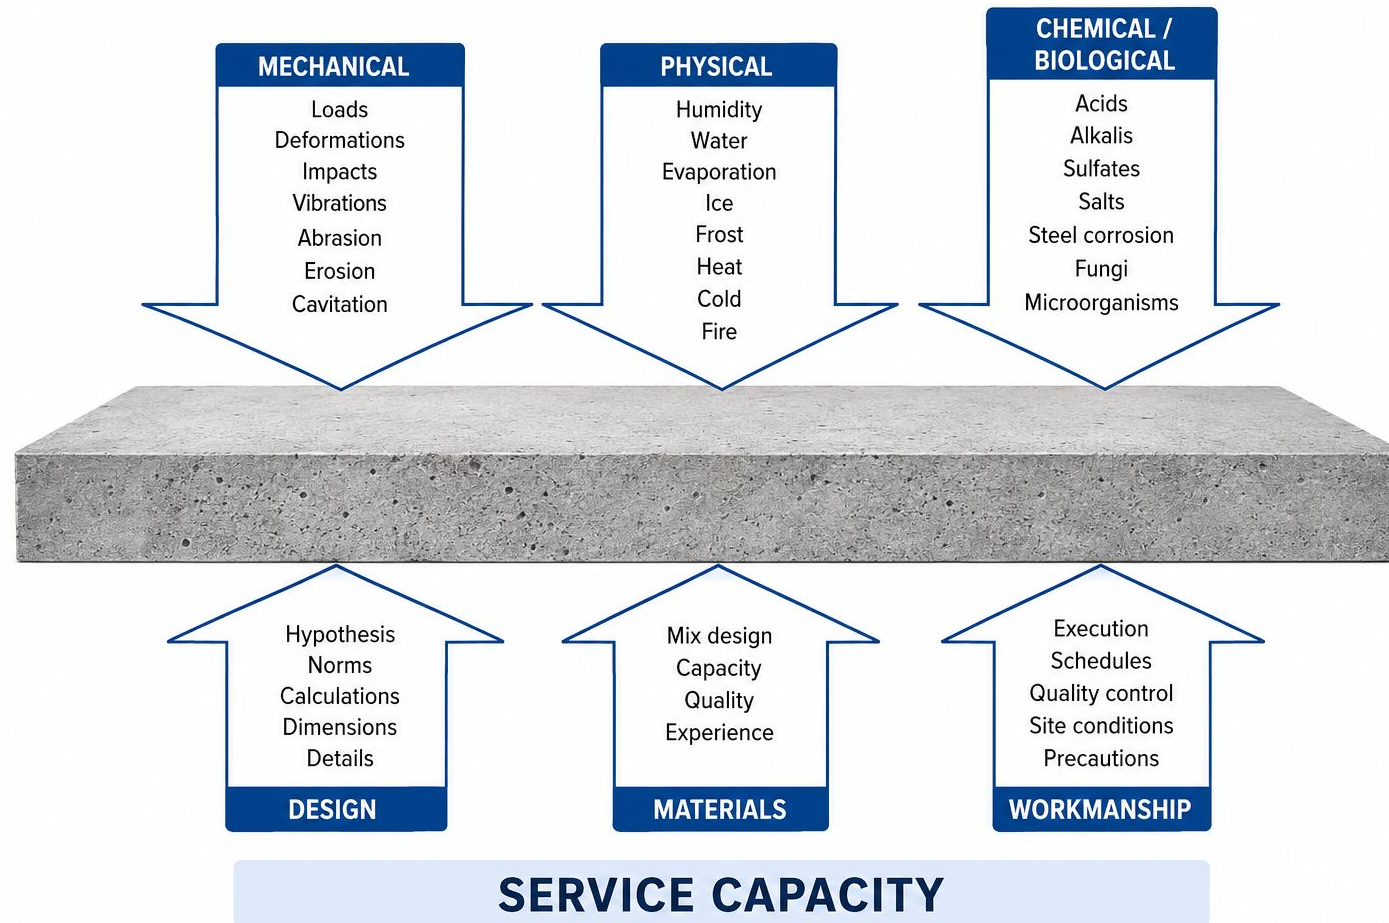 MECHANICAL
Loads
Deformations
Impacts
Vibrations
Abrasion
Erosion
Cavitation
PHYSICAL
Humidity
Water
Evaporation
Ice
Frost
Heat
Cold
Fire
CHEMICAL /
BIOLOGICAL
Acids
Alkalis
Sulfates
Salts
Steel corrosion
Fungi
Microorganisms
Hypothesis
Norms
Calculations
Dimensions
Details
DESIGN
Mix design
Capacity
Quality
Experience
MATERIALS
Execution
Schedules
Quality control
Site conditions
Precautions
WORKMANSHIP
SERVICE CAPACITY